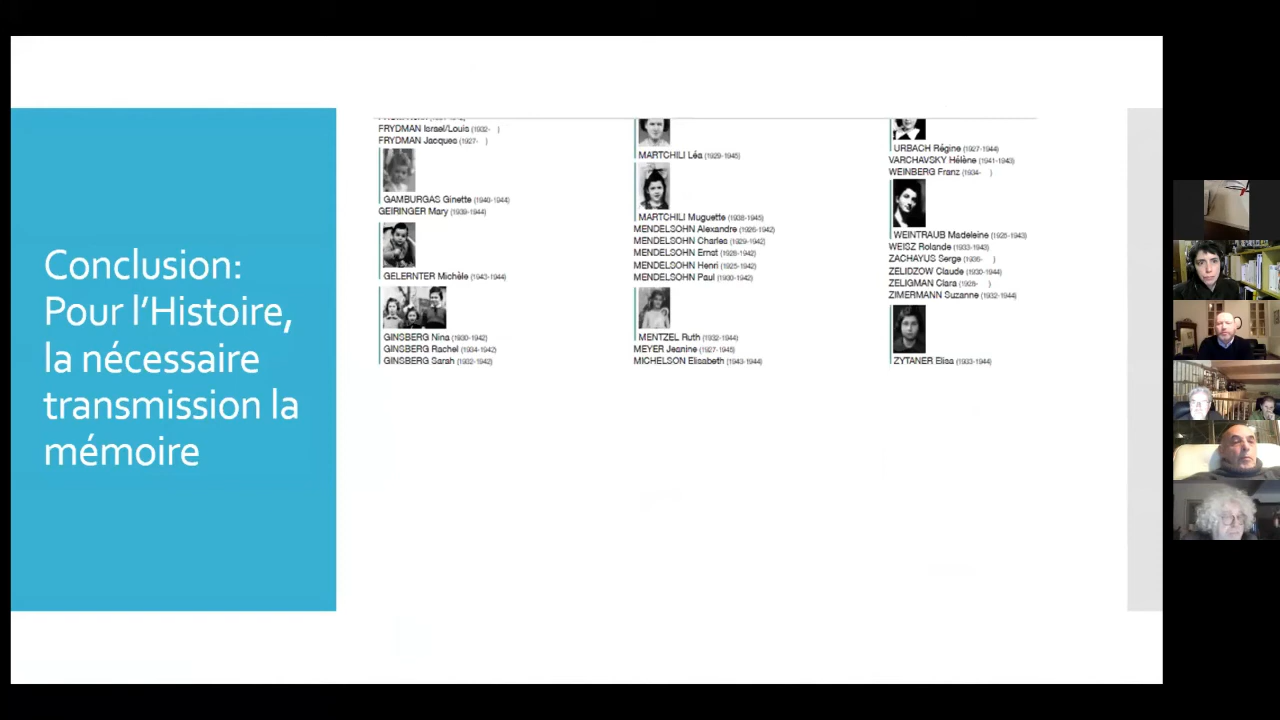 Conclusion:
Pour l'Histoire,
la nécessaire
transmission la
mémoire
FRYDMAN Israel/Louis (1932- )
FRYDMAN Jacques (1927- )
GAMBURGAS Ginette (1940-1944)
GEIRINGER Mary (1939-1944)
GELERNTER Michèle (1943-1944)
GINSBERG Nina (1930-1942)
GINSBERG Rachel (1934-1942)
GINSBERG Sarah (1932-1942)
MARTCHILI Léa (1929-1945)
MARTCHILI Muguette (1938-1945)
MENDELSOHN Alexandre (1926-1942)
MENDELSOHN Charles (1929-1942)
MENDELSOHN Ernst (1928-1942)
MENDELSOHN Henri (1925-1942)
MENDELSOHN Paul (1930-1942)
MENTZEL Ruth (1932-1944)
MEYER Jeanine (1927-1945)
MICHELSON Elisabeth (1943-1944)
URBACH Régine (1927-1944)
VARCHAVSKY Hélène (1941-1943)
WEINBERG Franz (1934- )
WEINTRAUB Madeleine (1926-1943)
WEISZ Rolande (1933-1943)
ZACHAYUS Serge (1936- )
ZELIDZOW Claude (1930-1944)
ZELIGMAN Clara (1928- )
ZIMERMANN Suzanne (1932-1944)
ZYTANER Elisa (1933-1944)